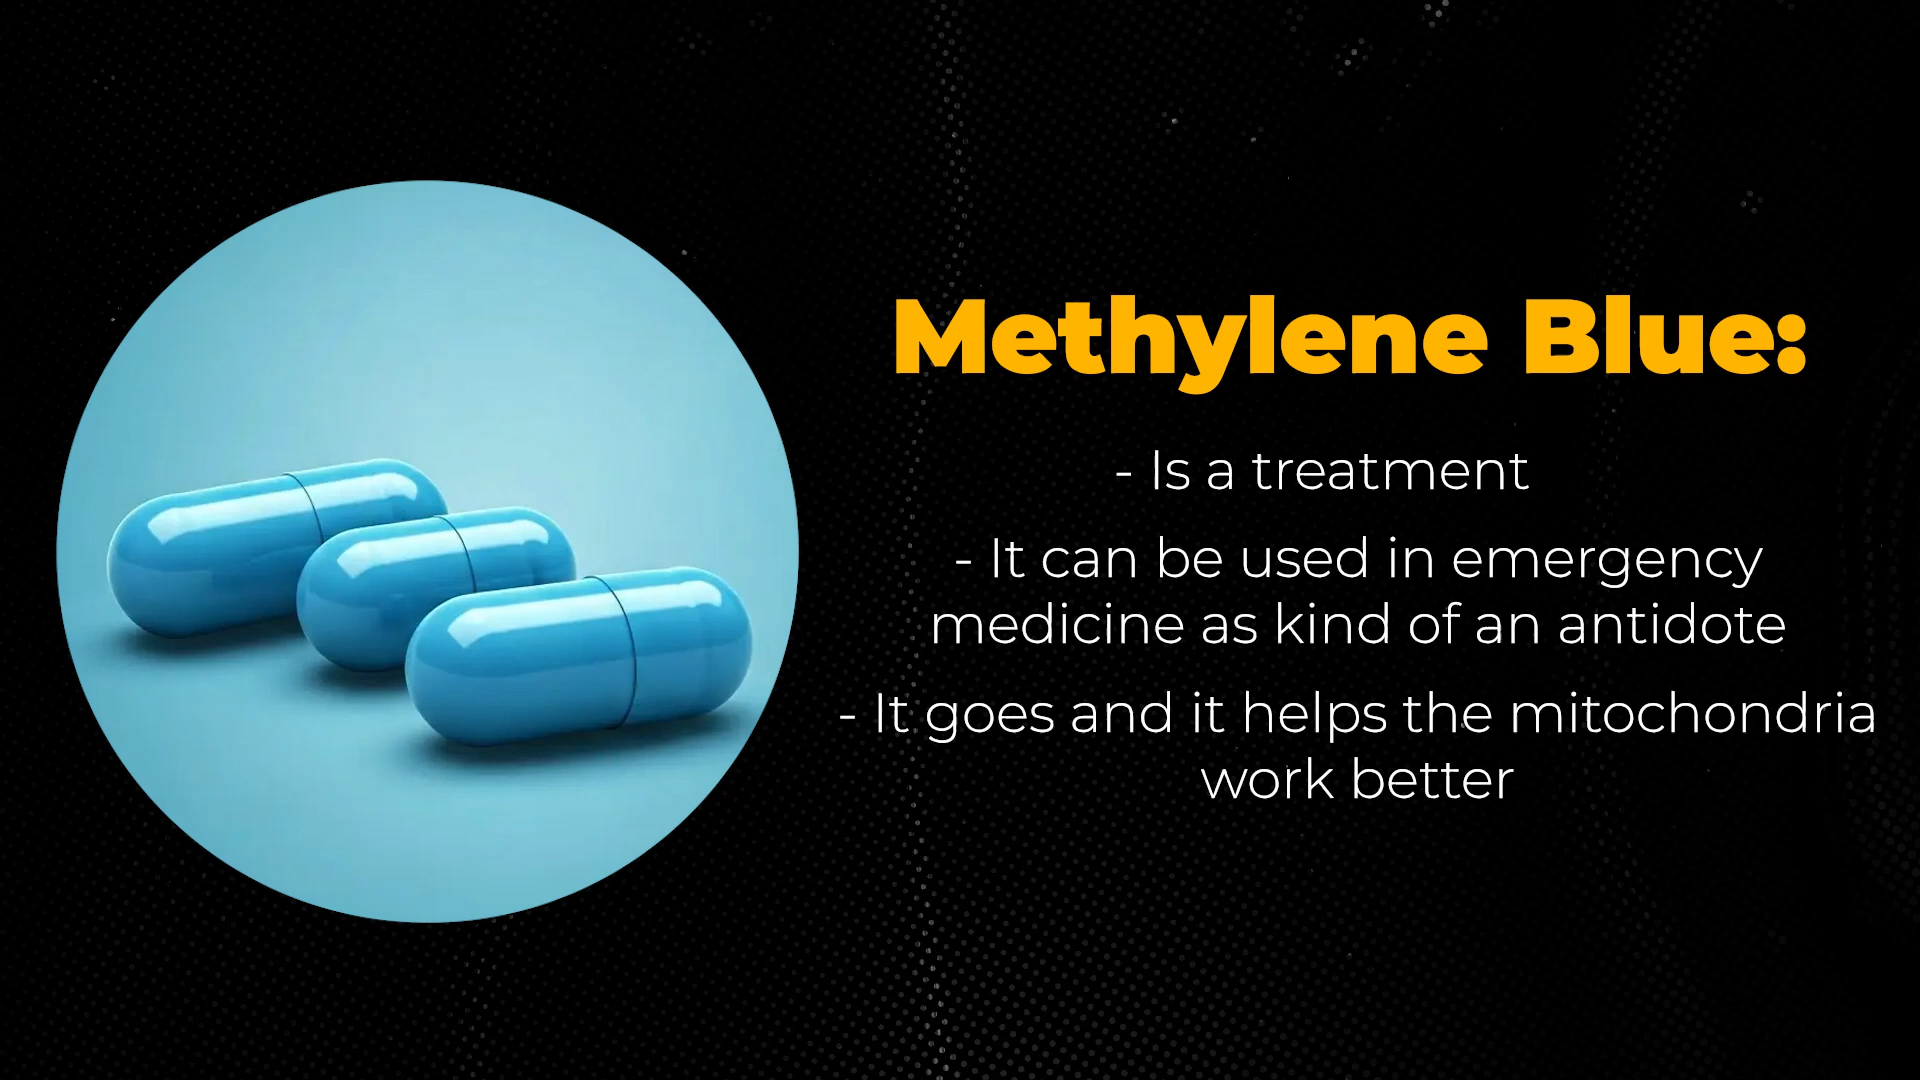 Methylene Blue:
- Is a treatment
- It can be used in emergency
medicine as kind of an antidote
- It goes and it helps the mitochondria
work better